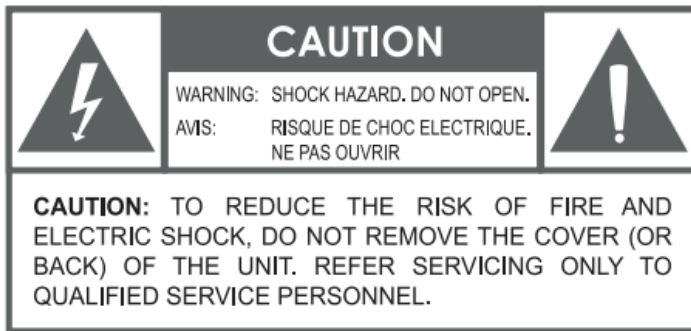 CAUTION
WARNING: SHOCK HAZARD. DO NOT OPEN.
AVIS: RISQUE DE CHOC ELECTRIQUE.
NE PAS OUVRIR
CAUTION: TO REDUCE THE RISK OF FIRE AND
ELECTRIC SHOCK, DO NOT REMOVE THE COVER (OR
BACK) OF THE UNIT. REFER SERVICING ONLY TO
QUALIFIED SERVICE PERSONNEL.